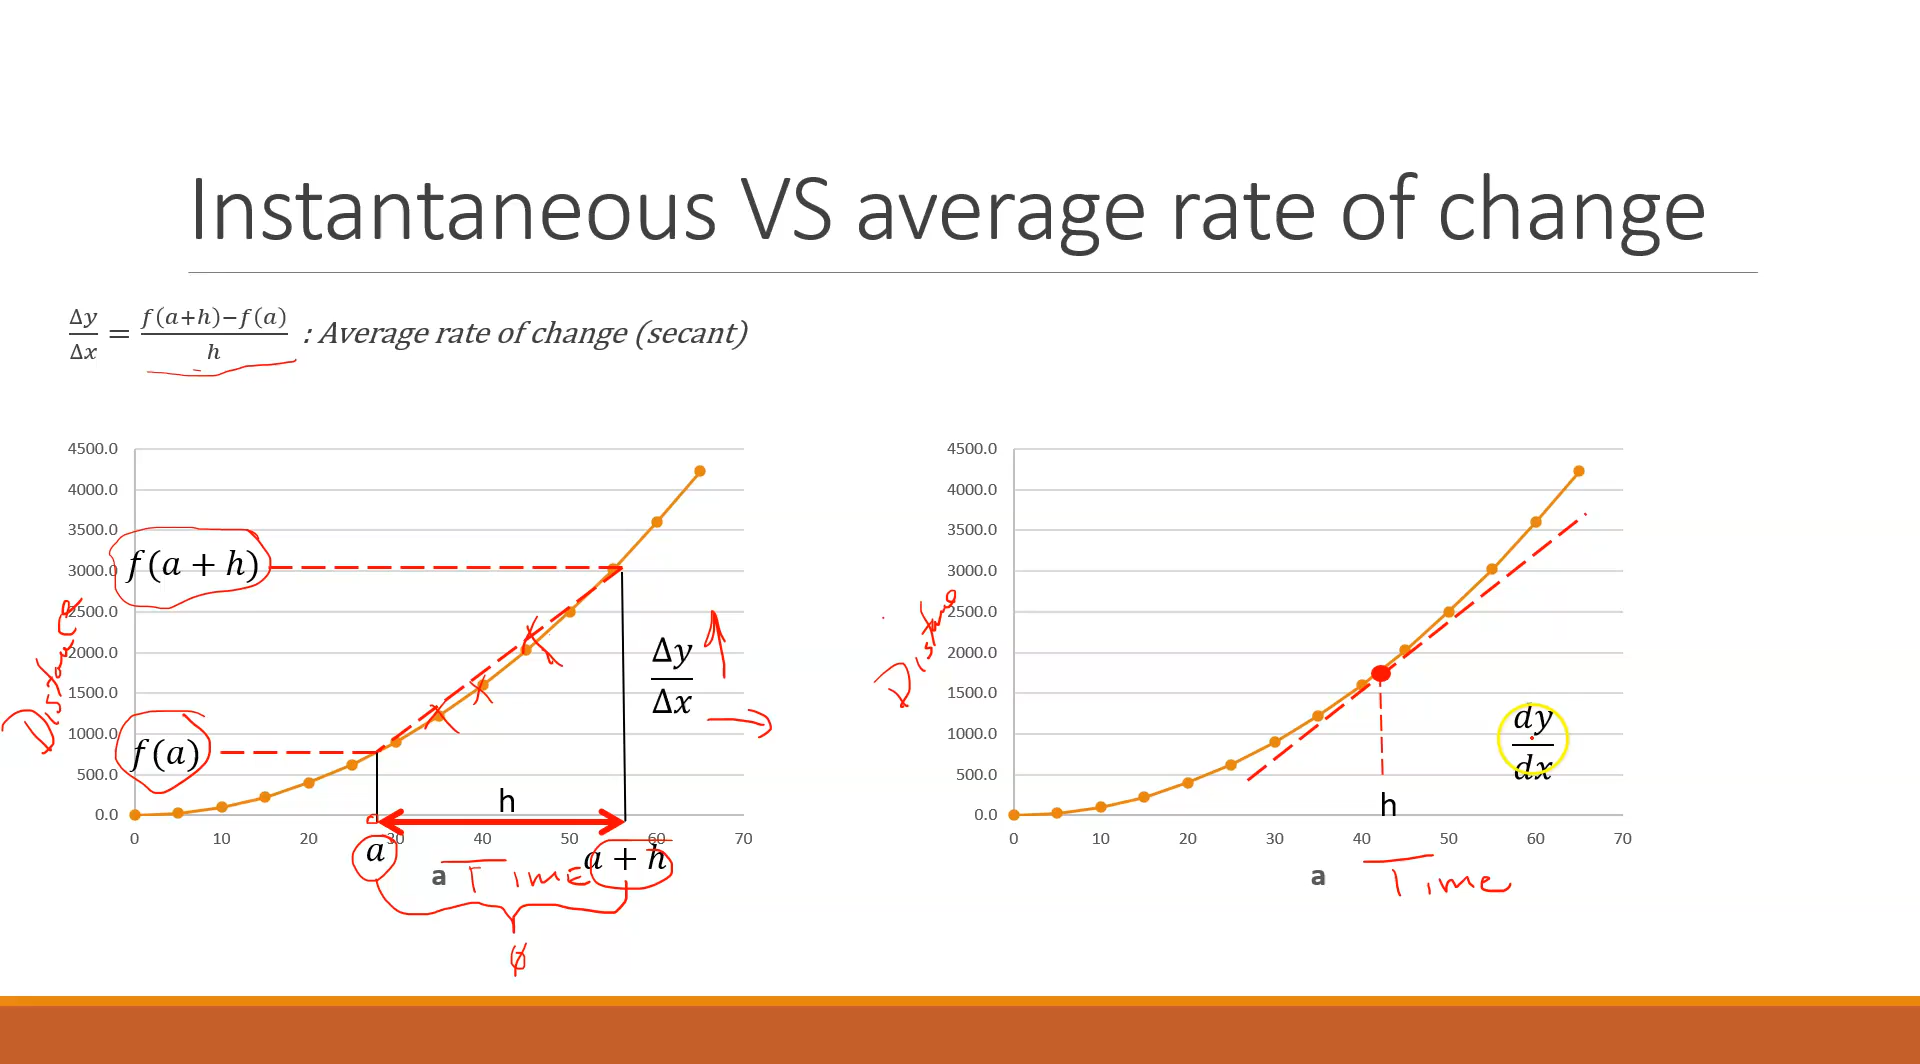 Instantaneous VS average rate of change
Δy/Δx = f(a+h)−f(a)/h : Average rate of change (secant)
4500.0
4000.0
3500.0
3000.0
2500.0
2000.0
1500.0
1000.0
500.0
0.0
f(a + h)
f(a)
Distance
Δy
Δx
h
0 10 20 30 40 50 60 70
a
a + h
a TIME
4500.0
4000.0
3500.0
3000.0
2500.0
2000.0
1500.0
1000.0
500.0
0.0
dy
dx
h
0 10 20 30 40 50 60 70
a Time